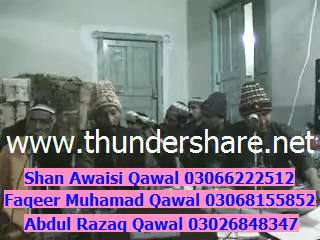 www.thundershare.net
Shan Awaisi Qawal 03066222512
Faqeer Muhamad Qawal 03068155852
Abdul Razaq Qawal 03026848347